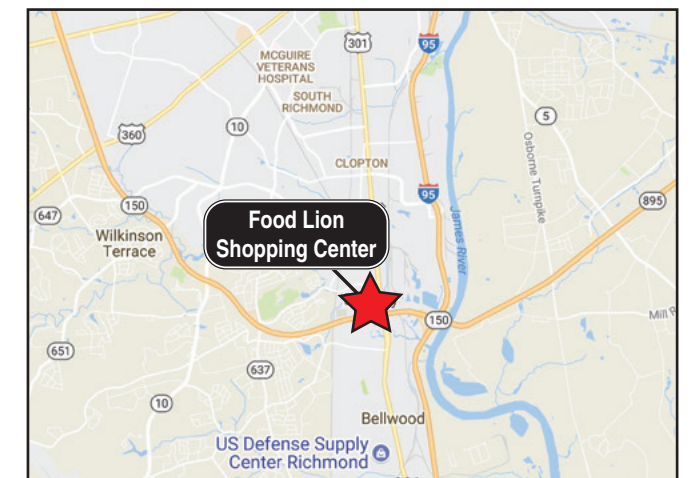 301
95
MCGUIRE
VETERANS
HOSPITAL
SOUTH
RICHMOND
5
360
10
Osborne Turnpike
CLOPTON
95
895
150
647
Wilkinson
Terrace
Food Lion
Shopping Center
James River
150
Mill
651
637
10
Bellwood
US Defense Supply
Center Richmond